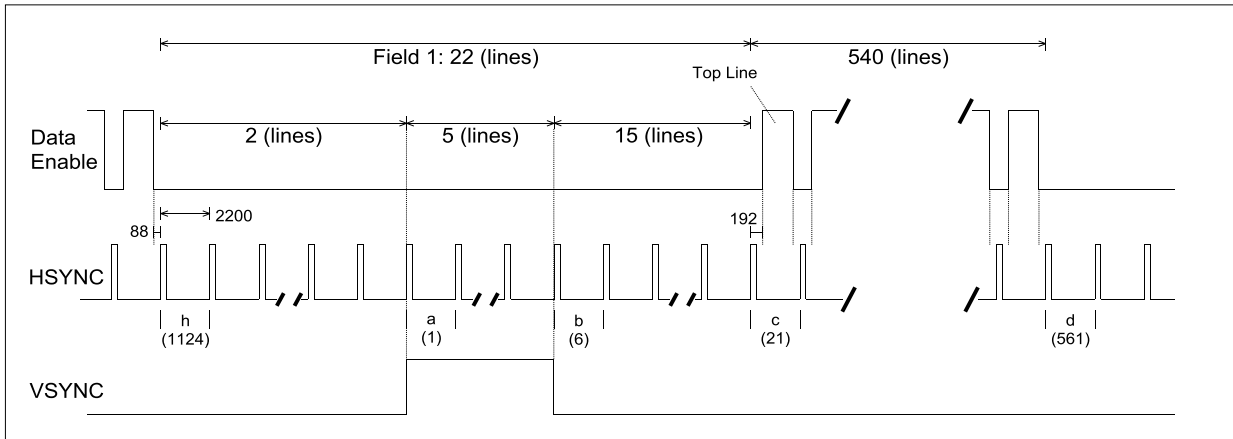 Field 1: 22 (lines)
540 (lines)
Top Line
Data
Enable
2 (lines)
5 (lines)
15 (lines)
2200
88
192
HSYNC
h
(1124)
a
(1)
b
(6)
c
(21)
d
(561)
VSYNC